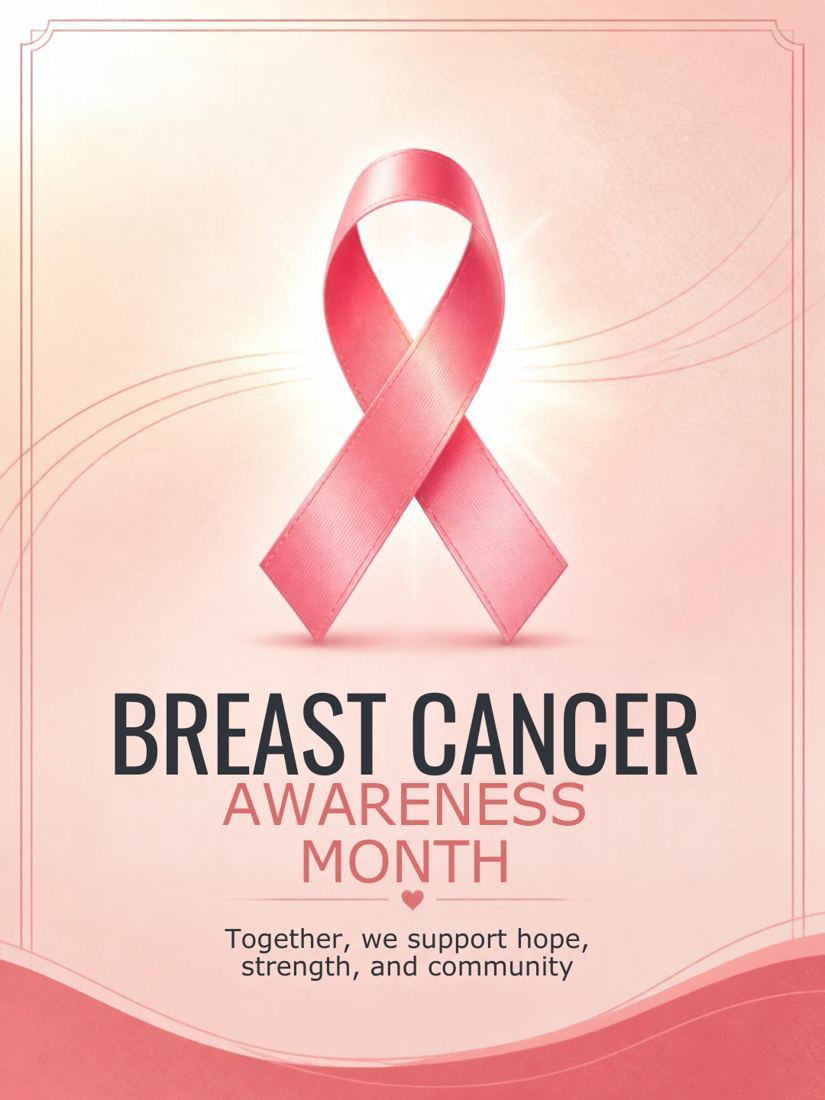 BREAST CANCER
AWARENESS
MONTH
Together, we support hope,
strength, and community